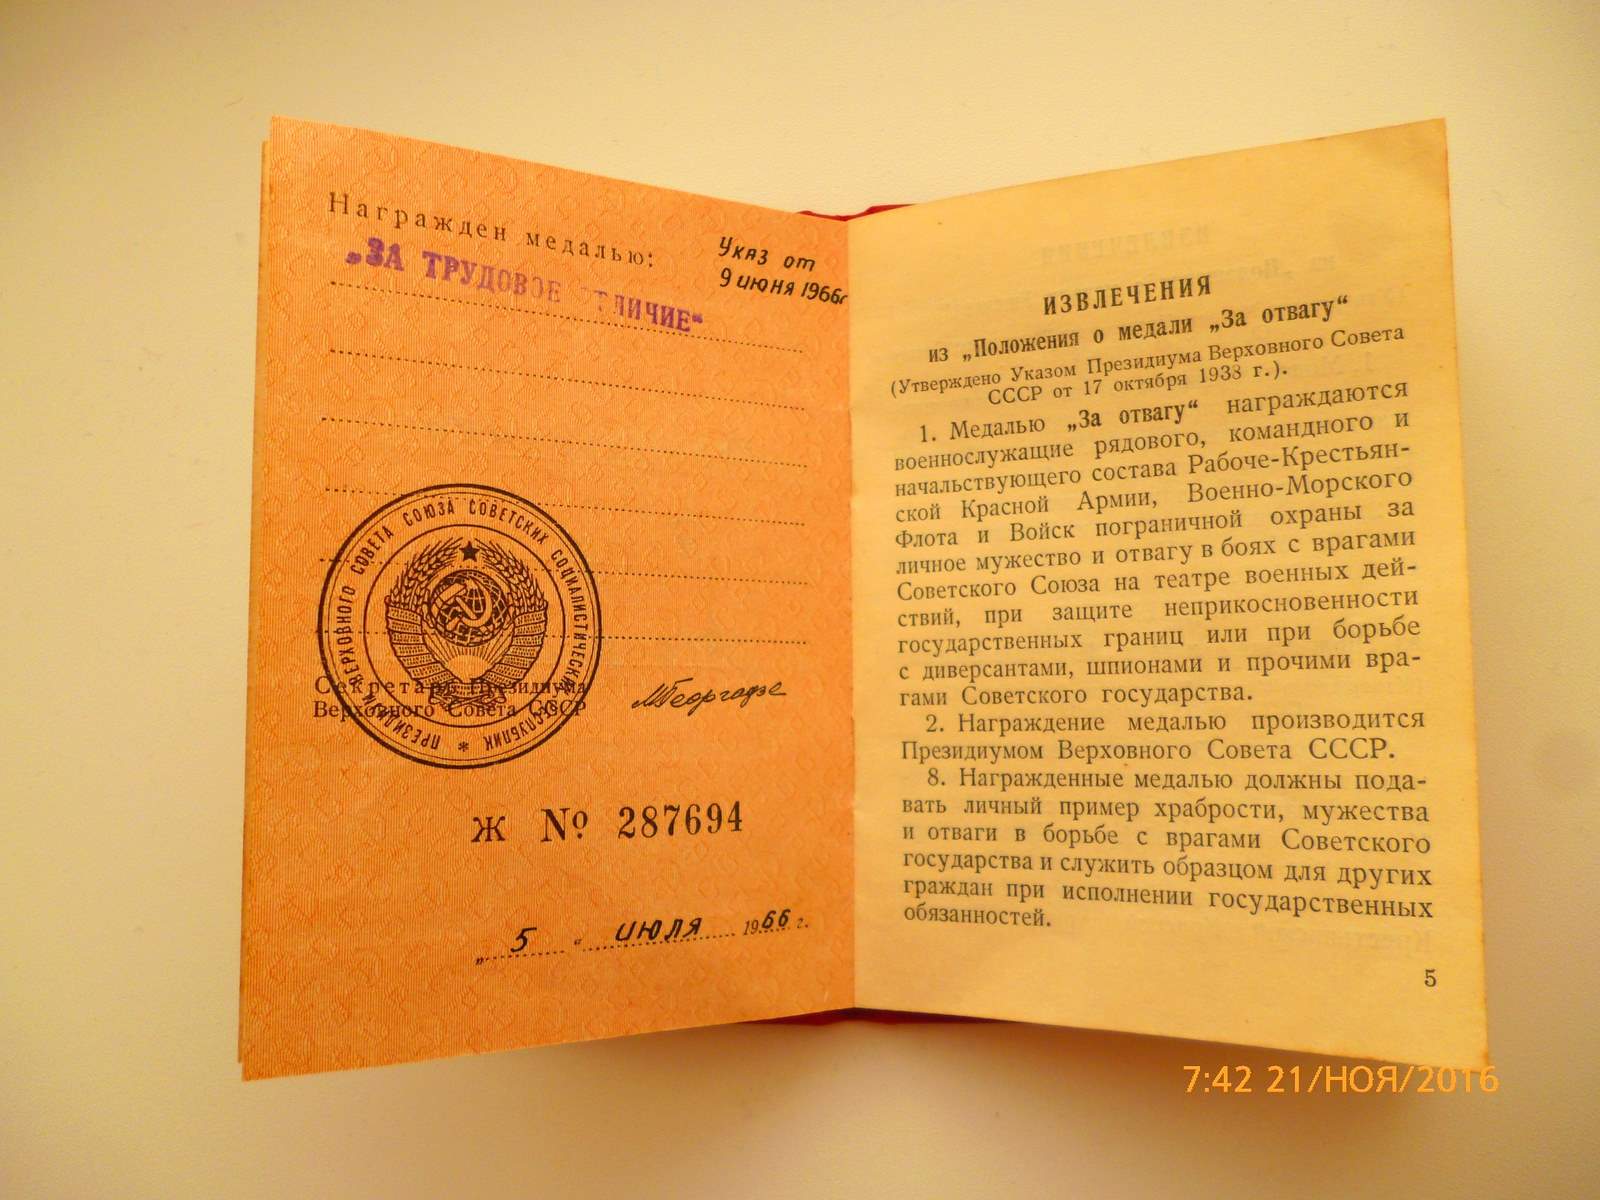 Награжден медалью:
„ЗА ТРУДОВОЕ ОТЛИЧИЕ“
Указ от
9 июня 1966г
ПРЕЗИДИУМ ВЕРХОВНОГО СОВЕТА СОЮЗА СОВЕТСКИХ СОЦИАЛИСТИЧЕСКИХ РЕСПУБЛИК *
Секретарь Президиума
Верховного Совета СССР
МГеоргадзе
Ж № 287694
„ 5 “ июля 1966 г.
ИЗВЛЕЧЕНИЯ
из „Положения о медали „За отвагу“
(Утверждено Указом Президиума Верховного Совета
СССР от 17 октября 1938 г.).
1. Медалью „За отвагу“ награждаются
военнослужащие рядового, командного и
начальствующего состава Рабоче-Крестьян-
ской Красной Армии, Военно-Морского
Флота и Войск пограничной охраны за
личное мужество и отвагу в боях с врагами
Советского Союза на театре военных дей-
ствий, при защите неприкосновенности
государственных границ или при борьбе
с диверсантами, шпионами и прочими вра-
гами Советского государства.
2. Награждение медалью производится
Президиумом Верховного Совета СССР.
8. Награжденные медалью должны пода-
вать личный пример храбрости, мужества
и отваги в борьбе с врагами Советского
государства и служить образцом для других
граждан при исполнении государственных
обязанностей.
5
7:42 21/НОЯ/2016